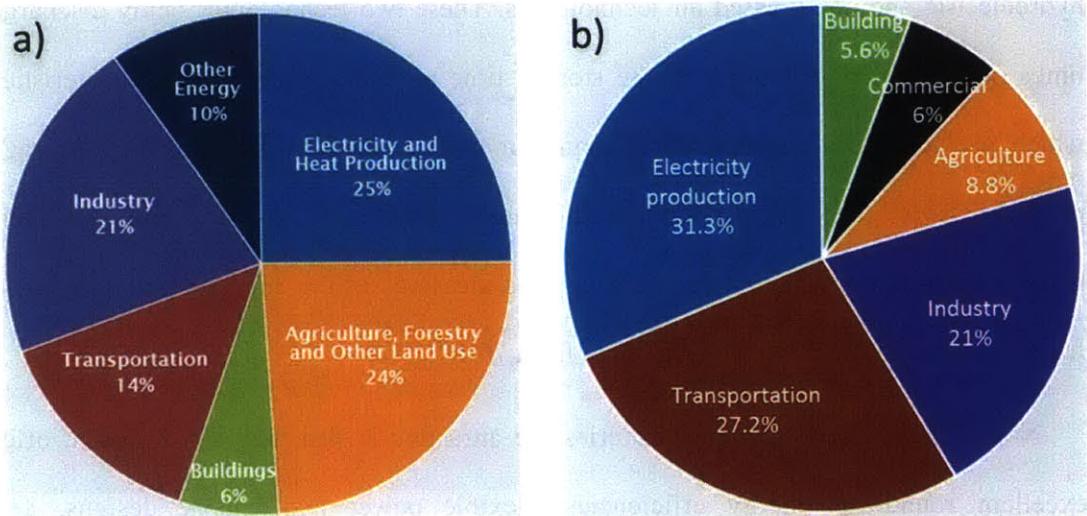 a)
Other
Energy
10%
Electricity and
Heat Production
25%
Industry
21%
Agriculture, Forestry
and Other Land Use
24%
Transportation
14%
Buildings
6%
b)
Building
5.6%
Commercial
6%
Agriculture
8.8%
Electricity
production
31.3%
Industry
21%
Transportation
27.2%